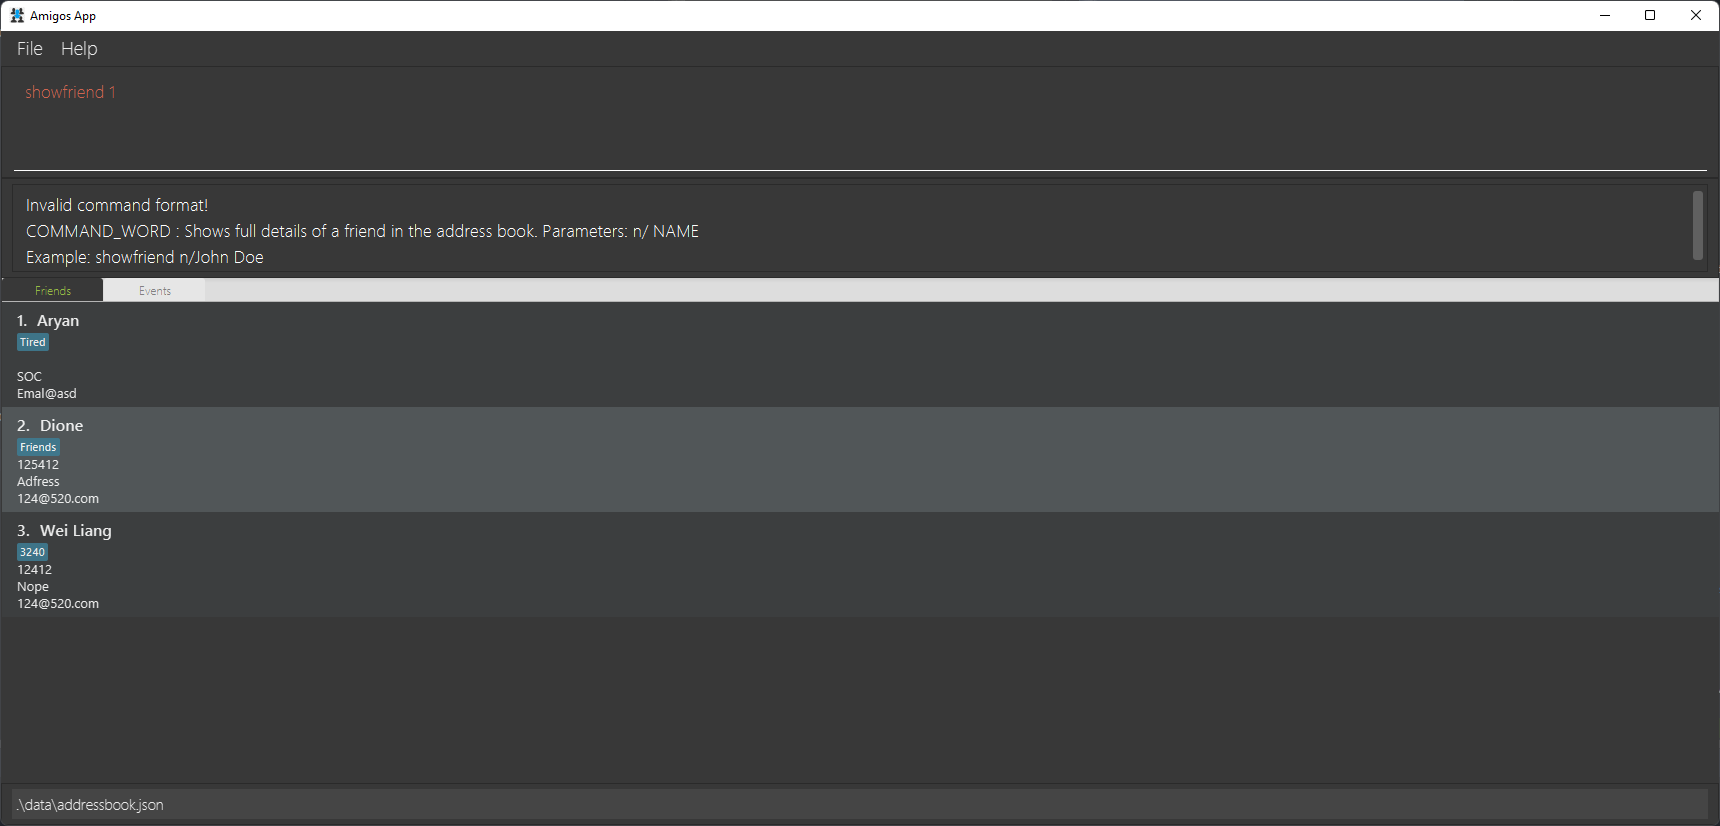 Amigos App
File Help
showfriend 1
Invalid command format!
COMMAND_WORD : Shows full details of a friend in the address book. Parameters: n/ NAME
Example: showfriend n/John Doe
Friends Events
1. Aryan
Tired
SOC
Emal@asd
2. Dione
Friends
125412
Adfress
124@520.com
3. Wei Liang
3240
12412
Nope
124@520.com
.\data\addressbook.json